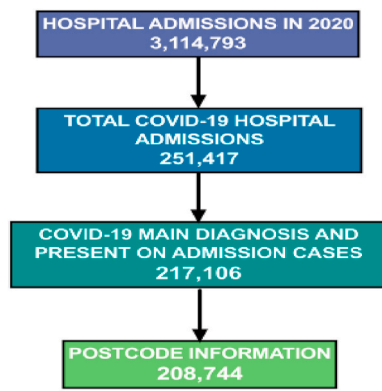 HOSPITAL ADMISSIONS IN 2020
3,114,793
TOTAL COVID-19 HOSPITAL
ADMISSIONS
251,417
COVID-19 MAIN DIAGNOSIS AND
PRESENT ON ADMISSION CASES
217,106
POSTCODE INFORMATION
208,744